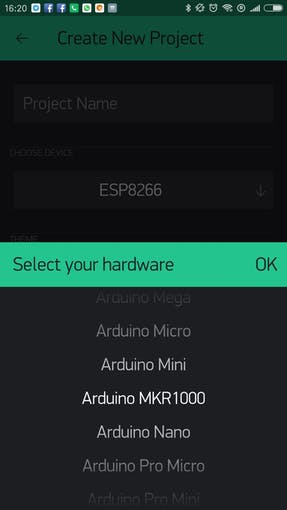 16:20
Create New Project
Project Name
CHOOSE DEVICE
ESP8266
THEME
Select your hardware OK
Arduino Mega
Arduino Micro
Arduino Mini
Arduino MKR1000
Arduino Nano
Arduino Pro Micro
Arduino Pro Mini